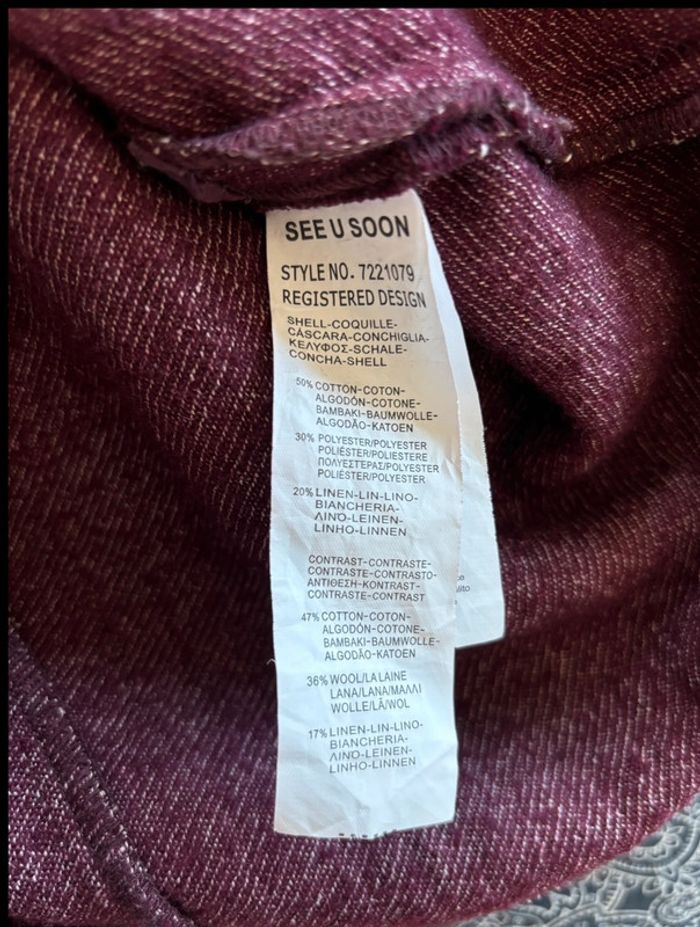 SEE U SOON
STYLE NO. 7221079
REGISTERED DESIGN
SHELL-COQUILLE-
CÁSCARA-CONCHIGLIA-
ΚΕΛΥΦΟΣ-SCHALE-
CONCHA-SHELL
50% COTTON-COTON-
ALGODÓN-COTONE-
BAMBAKI-BAUMWOLLE-
ALGODÃO-KATOEN
30% POLYESTER/POLYESTER
POLIÉSTER/POLIESTERE
ΠΟΛΥΕΣΤΕΡΑΣ/POLYESTER
POLIÉSTER/POLYESTER
20% LINEN-LIN-LINO-
BIANCHERIA-
ΛΙΝΌ-LEINEN-
LINHO-LINNEN
CONTRAST-CONTRASTE-
CONTRASTE-CONTRASTO-
ΑΝΤΙΘΕΣΗ-KONTRAST-
CONTRASTE-CONTRAST
47% COTTON-COTON-
ALGODÓN-COTONE-
BAMBAKI-BAUMWOLLE-
ALGODÃO-KATOEN
36% WOOL/LA LAINE
LANA/LANA/ΜΑΛΛΙ
WOLLE/LÃ/WOL
17% LINEN-LIN-LINO-
BIANCHERIA-
ΛΙΝΌ-LEINEN-
LINHO-LINNEN